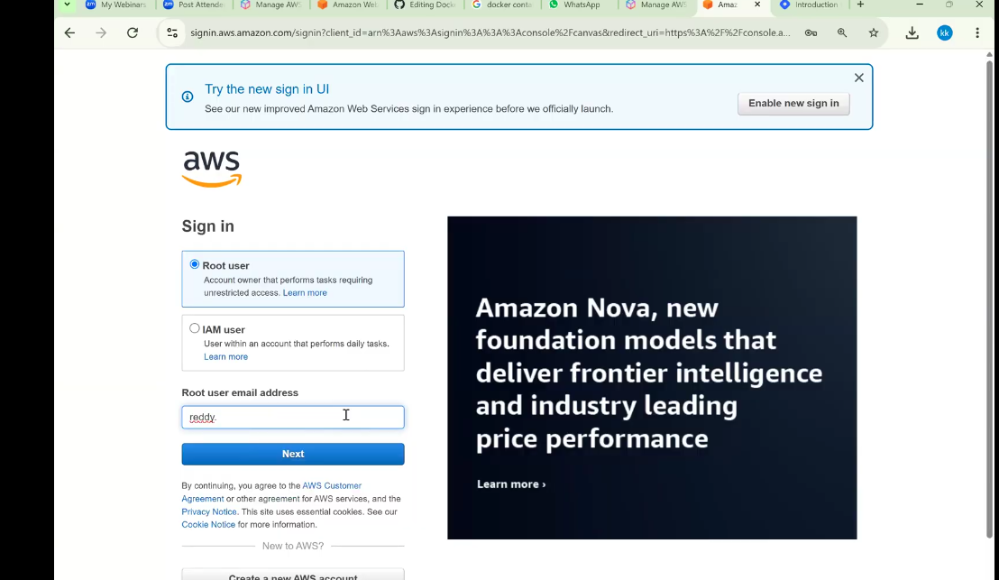 My Webinars
Post Attende
Manage AWS
Amazon Web
Editing Dock
docker conta
WhatsApp
Manage AWS
Amaz
Introduction
signin.aws.amazon.com/signin?client_id=arn%3Aaws%3Asignin%3A%3A%3Aconsole%2Fcanvas&redirect_uri=https%3A%2F%2Fconsole.a...
kk
Try the new sign in UI
See our new improved Amazon Web Services sign in experience before we officially launch.
Enable new sign in
aws
Sign in
Root user
Account owner that performs tasks requiring
unrestricted access. Learn more
IAM user
User within an account that performs daily tasks.
Learn more
Root user email address
reddy.
Next
By continuing, you agree to the AWS Customer
Agreement or other agreement for AWS services, and the
Privacy Notice. This site uses essential cookies. See our
Cookie Notice for more information.
New to AWS?
Create a new AWS account
Amazon Nova, new
foundation models that
deliver frontier intelligence
and industry leading
price performance
Learn more ›